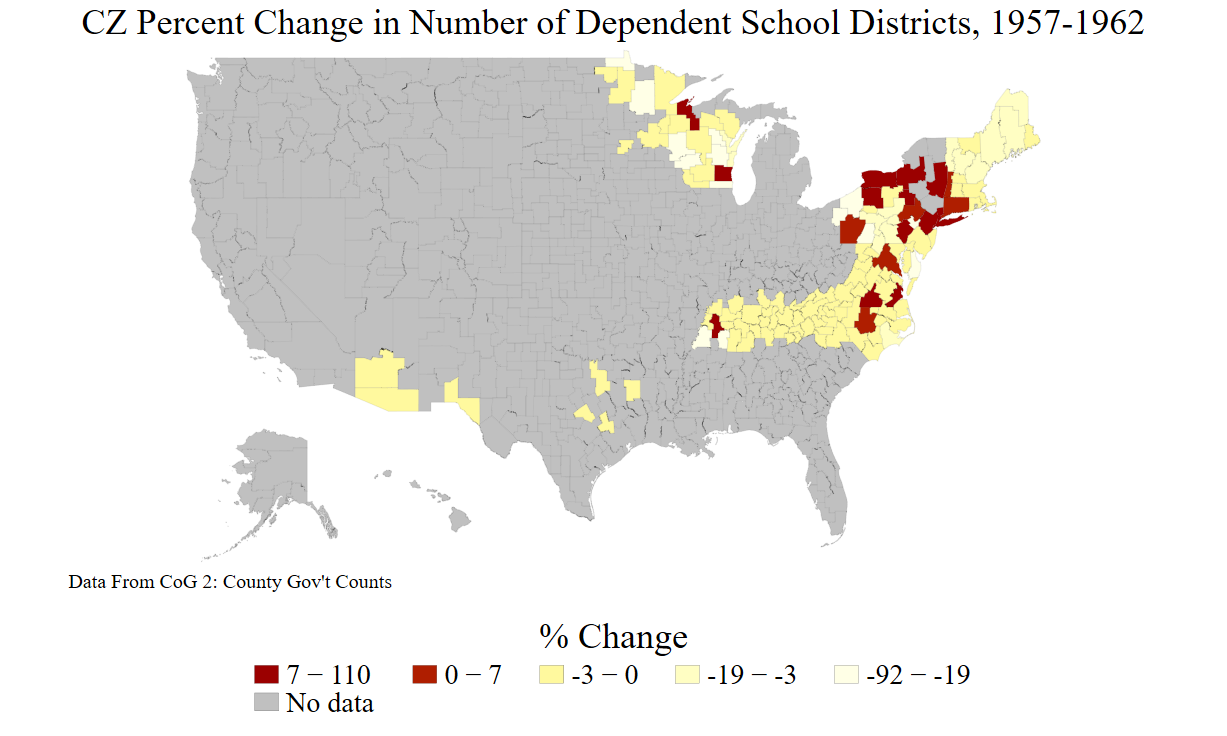 CZ Percent Change in Number of Dependent School Districts, 1957-1962
Data From CoG 2: County Gov't Counts
% Change
7 − 110 0 − 7 -3 − 0 -19 − -3 -92 − -19
No data